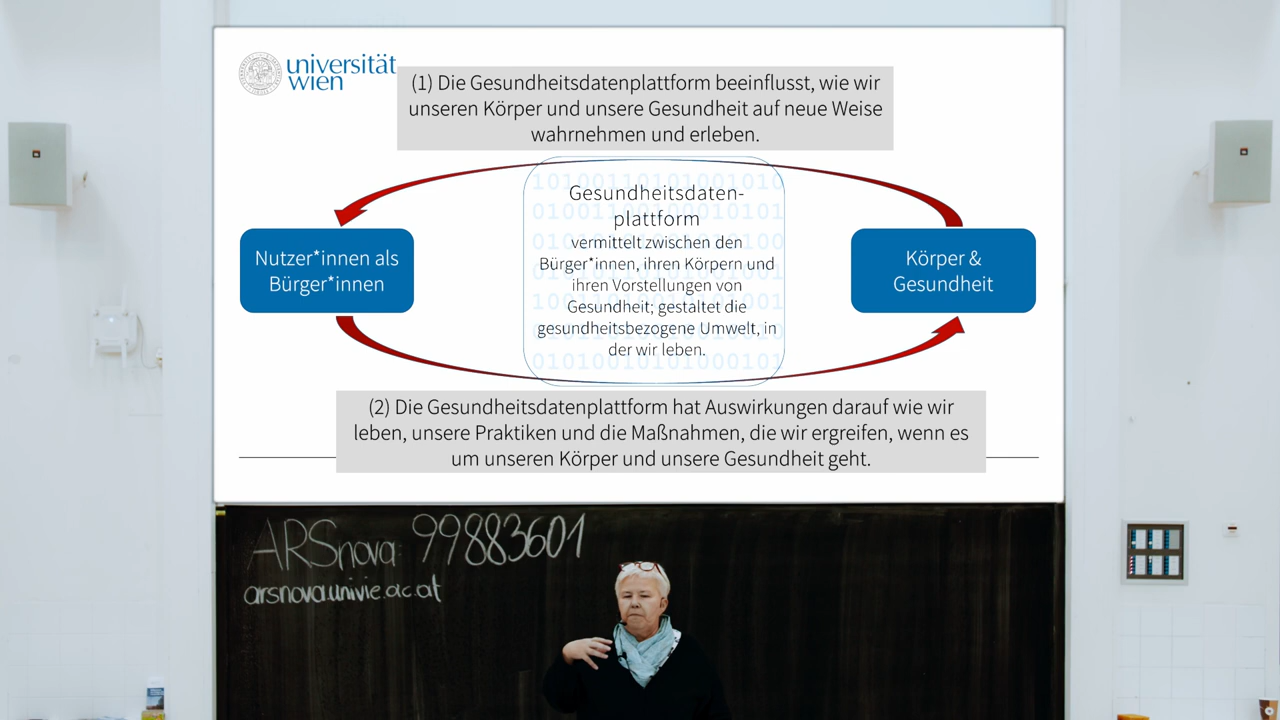 universität
wien
(1) Die Gesundheitsdatenplattform beeinflusst, wie wir
unseren Körper und unsere Gesundheit auf neue Weise
wahrnehmen und erleben.
Gesundheitsdaten-
plattform
vermittelt zwischen den
Bürger*innen, ihren Körpern und
ihren Vorstellungen von
Gesundheit; gestaltet die
gesundheitsbezogene Umwelt, in
der wir leben.
Nutzer*innen als
Bürger*innen
Körper &
Gesundheit
(2) Die Gesundheitsdatenplattform hat Auswirkungen darauf wie wir
leben, unsere Praktiken und die Maßnahmen, die wir ergreifen, wenn es
um unseren Körper und unsere Gesundheit geht.
ARSnova: 99883601
arsnova.univie.ac.at